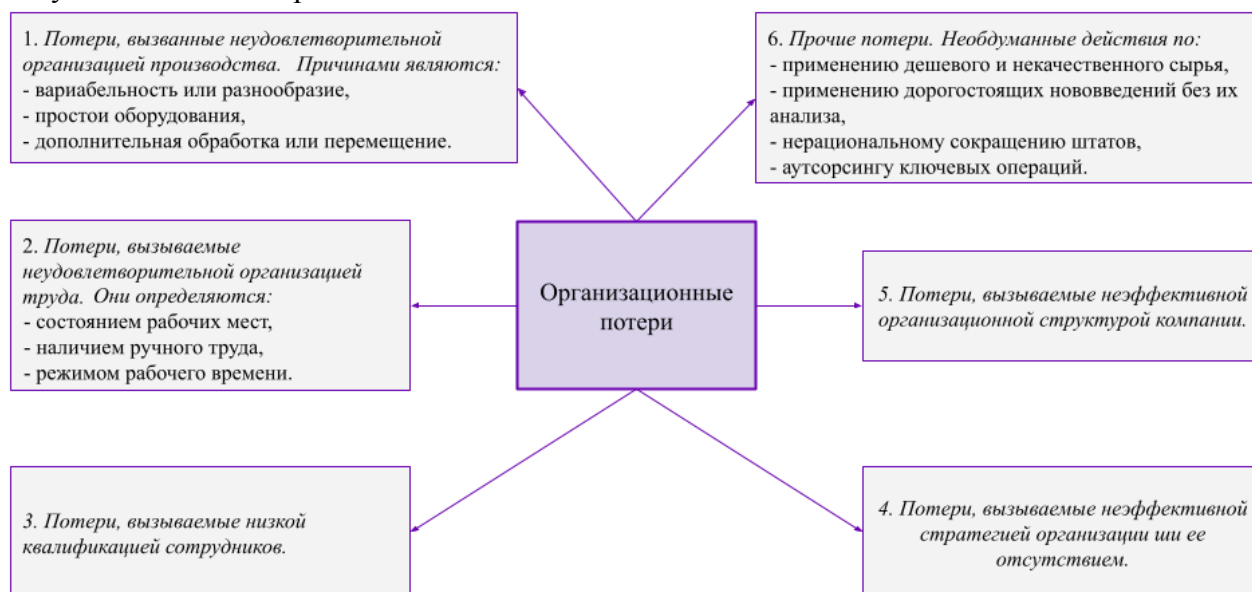 1. Потери, вызванные неудовлетворительной
организацией производства. Причинами являются:
- вариабельность или разнообразие,
- простои оборудования,
- дополнительная обработка или перемещение.
6. Прочие потери. Необдуманные действия по:
- применению дешевого и некачественного сырья,
- применению дорогостоящих нововведений без их
анализа,
- нерациональному сокращению штатов,
- аутсорсингу ключевых операций.
2. Потери, вызываемые
неудовлетворительной организацией
труда. Они определяются:
- состоянием рабочих мест,
- наличием ручного труда,
- режимом рабочего времени.
Организационные
потери
5. Потери, вызываемые неэффективной
организационной структурой компании.
3. Потери, вызываемые низкой
квалификацией сотрудников.
4. Потери, вызываемые неэффективной
стратегией организации ши ее
отсутствием.